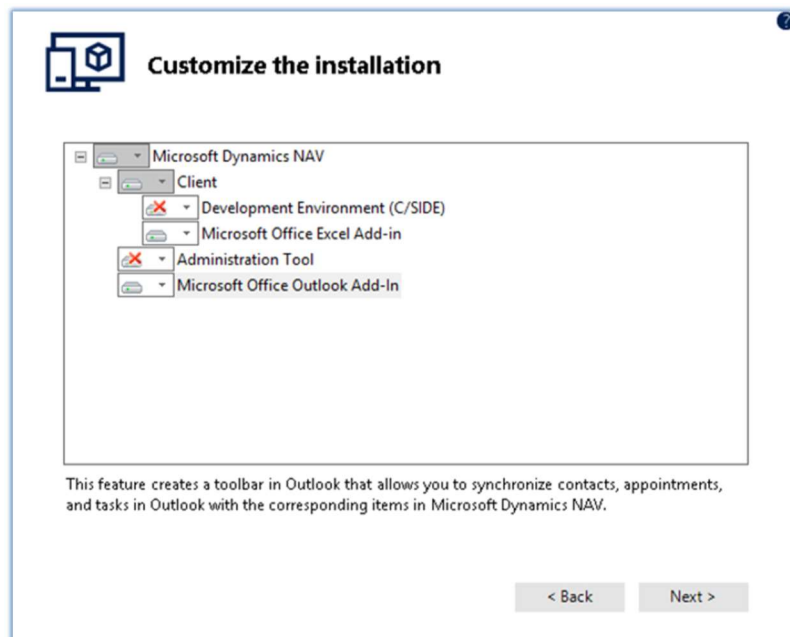 ?
Customize the installation
Microsoft Dynamics NAV
Client
Development Environment (C/SIDE)
Microsoft Office Excel Add-in
Administration Tool
Microsoft Office Outlook Add-In
This feature creates a toolbar in Outlook that allows you to synchronize contacts, appointments,
and tasks in Outlook with the corresponding items in Microsoft Dynamics NAV.
< Back Next >